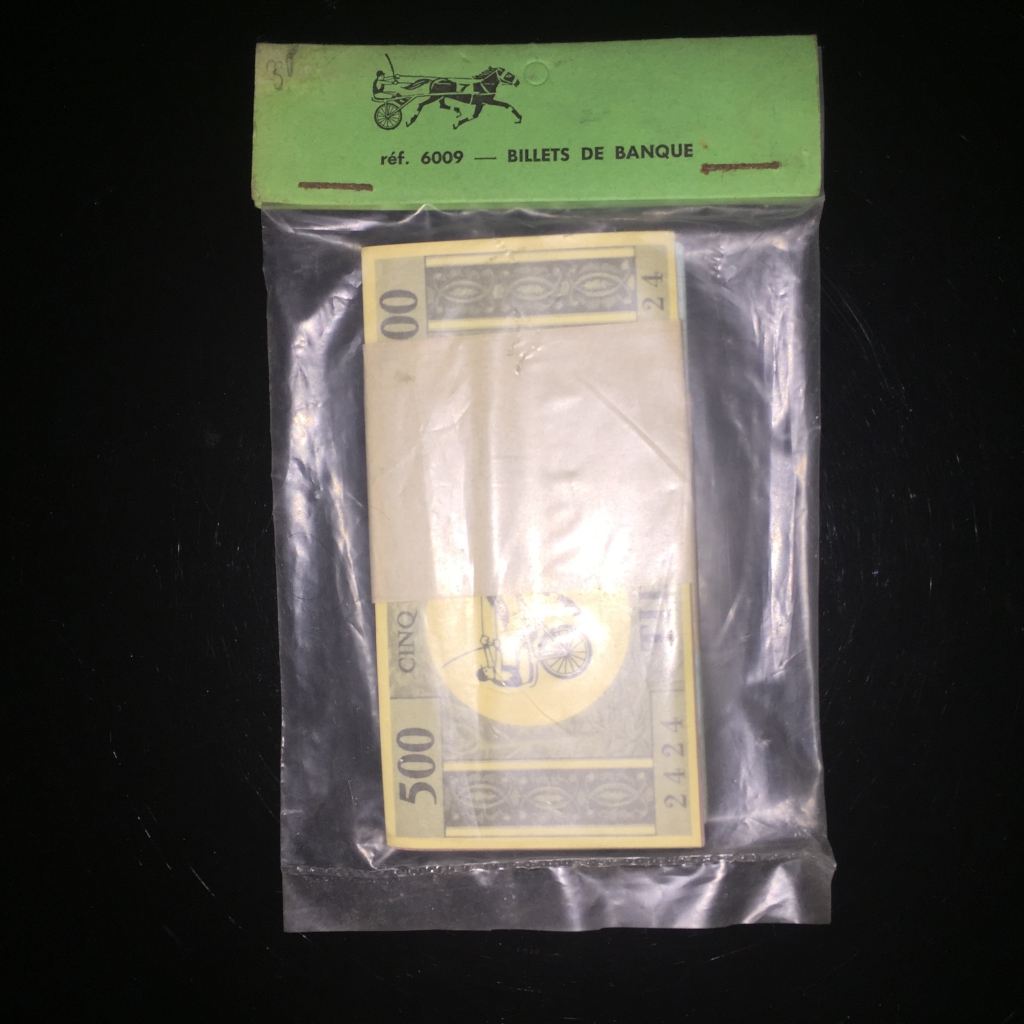 réf. 6009 — BILLETS DE BANQUE
00
24
CINQ
500
2424